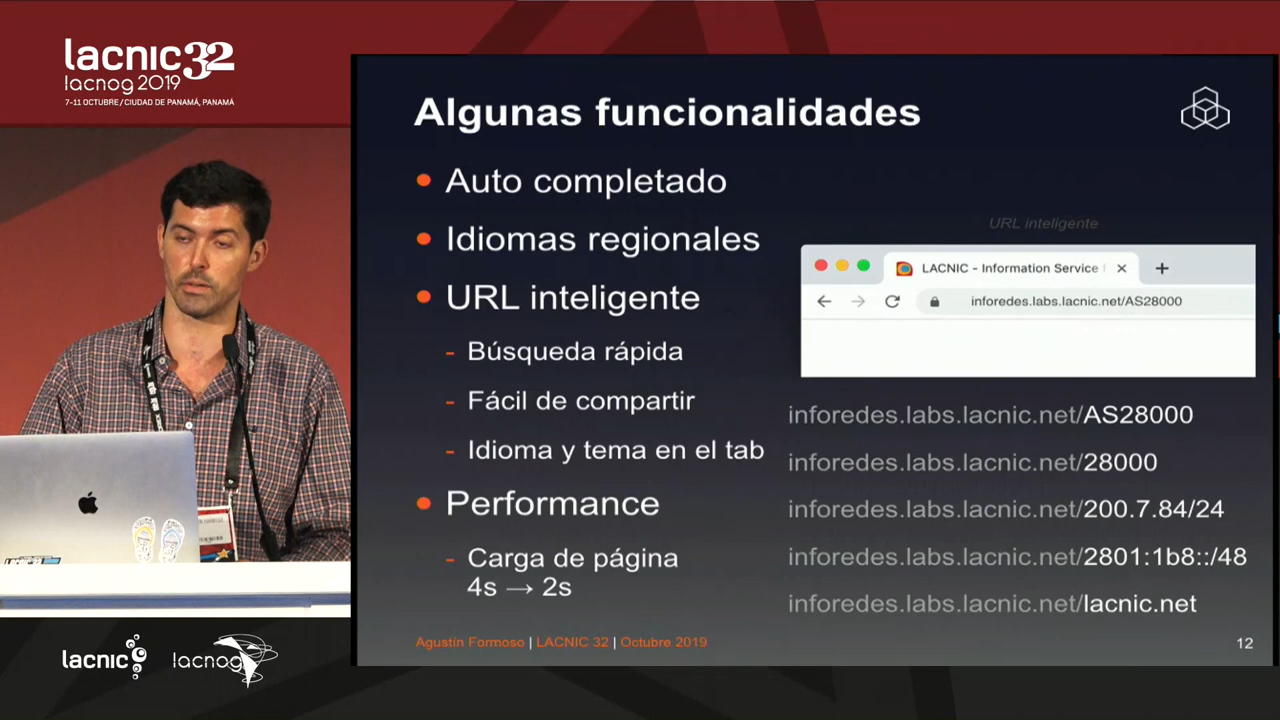 lacnic 32
lacnog 2019
7-11 OCTUBRE / CIUDAD DE PANAMÁ, PANAMÁ
Algunas funcionalidades
• Auto completado
• Idiomas regionales
• URL inteligente
- Búsqueda rápida
- Fácil de compartir
- Idioma y tema en el tab
• Performance
- Carga de página
4s → 2s
URL inteligente
LACNIC - Information Service
inforedes.labs.lacnic.net/AS28000
inforedes.labs.lacnic.net/AS28000
inforedes.labs.lacnic.net/28000
inforedes.labs.lacnic.net/200.7.84/24
inforedes.labs.lacnic.net/2801:1b8::/48
inforedes.labs.lacnic.net/lacnic.net
Agustín Formoso | LACNIC 32 | Octubre 2019
12
lacnic
lacnog